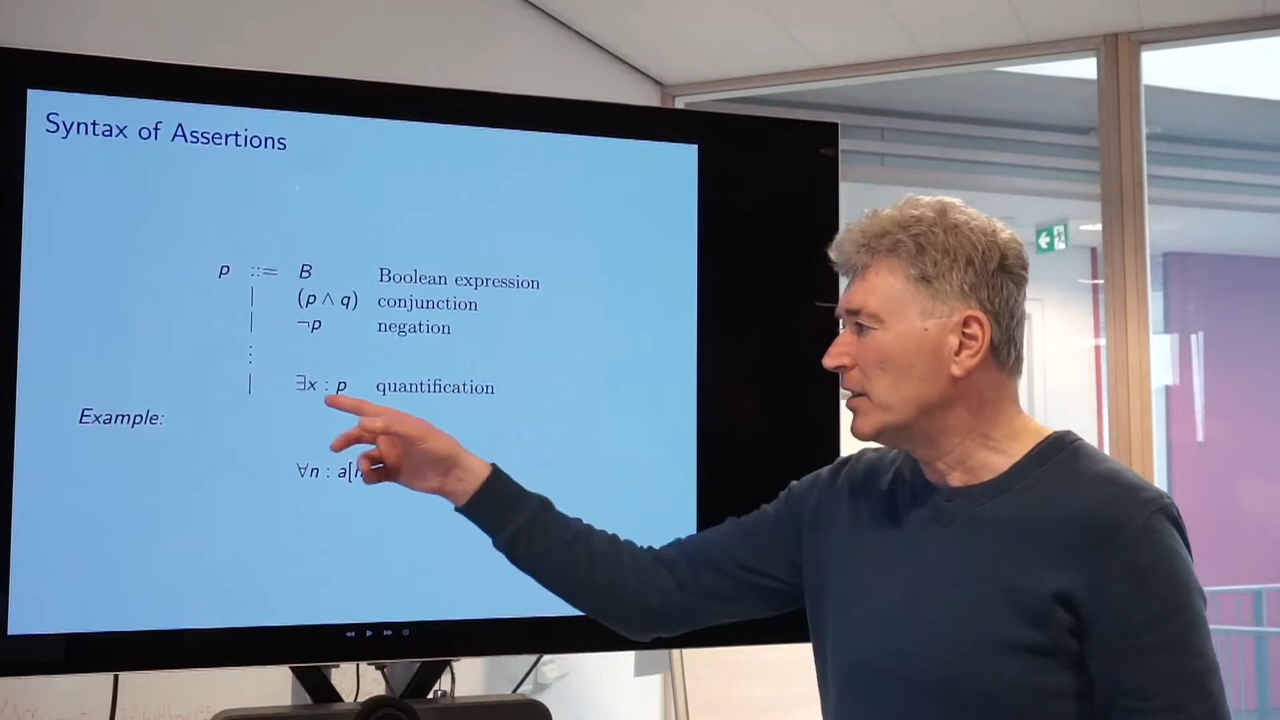 Syntax of Assertions
p ::= B Boolean expression
| (p ∧ q) conjunction
| ¬p negation
⋮
| ∃x : p quantification
Example:
∀n : a[n